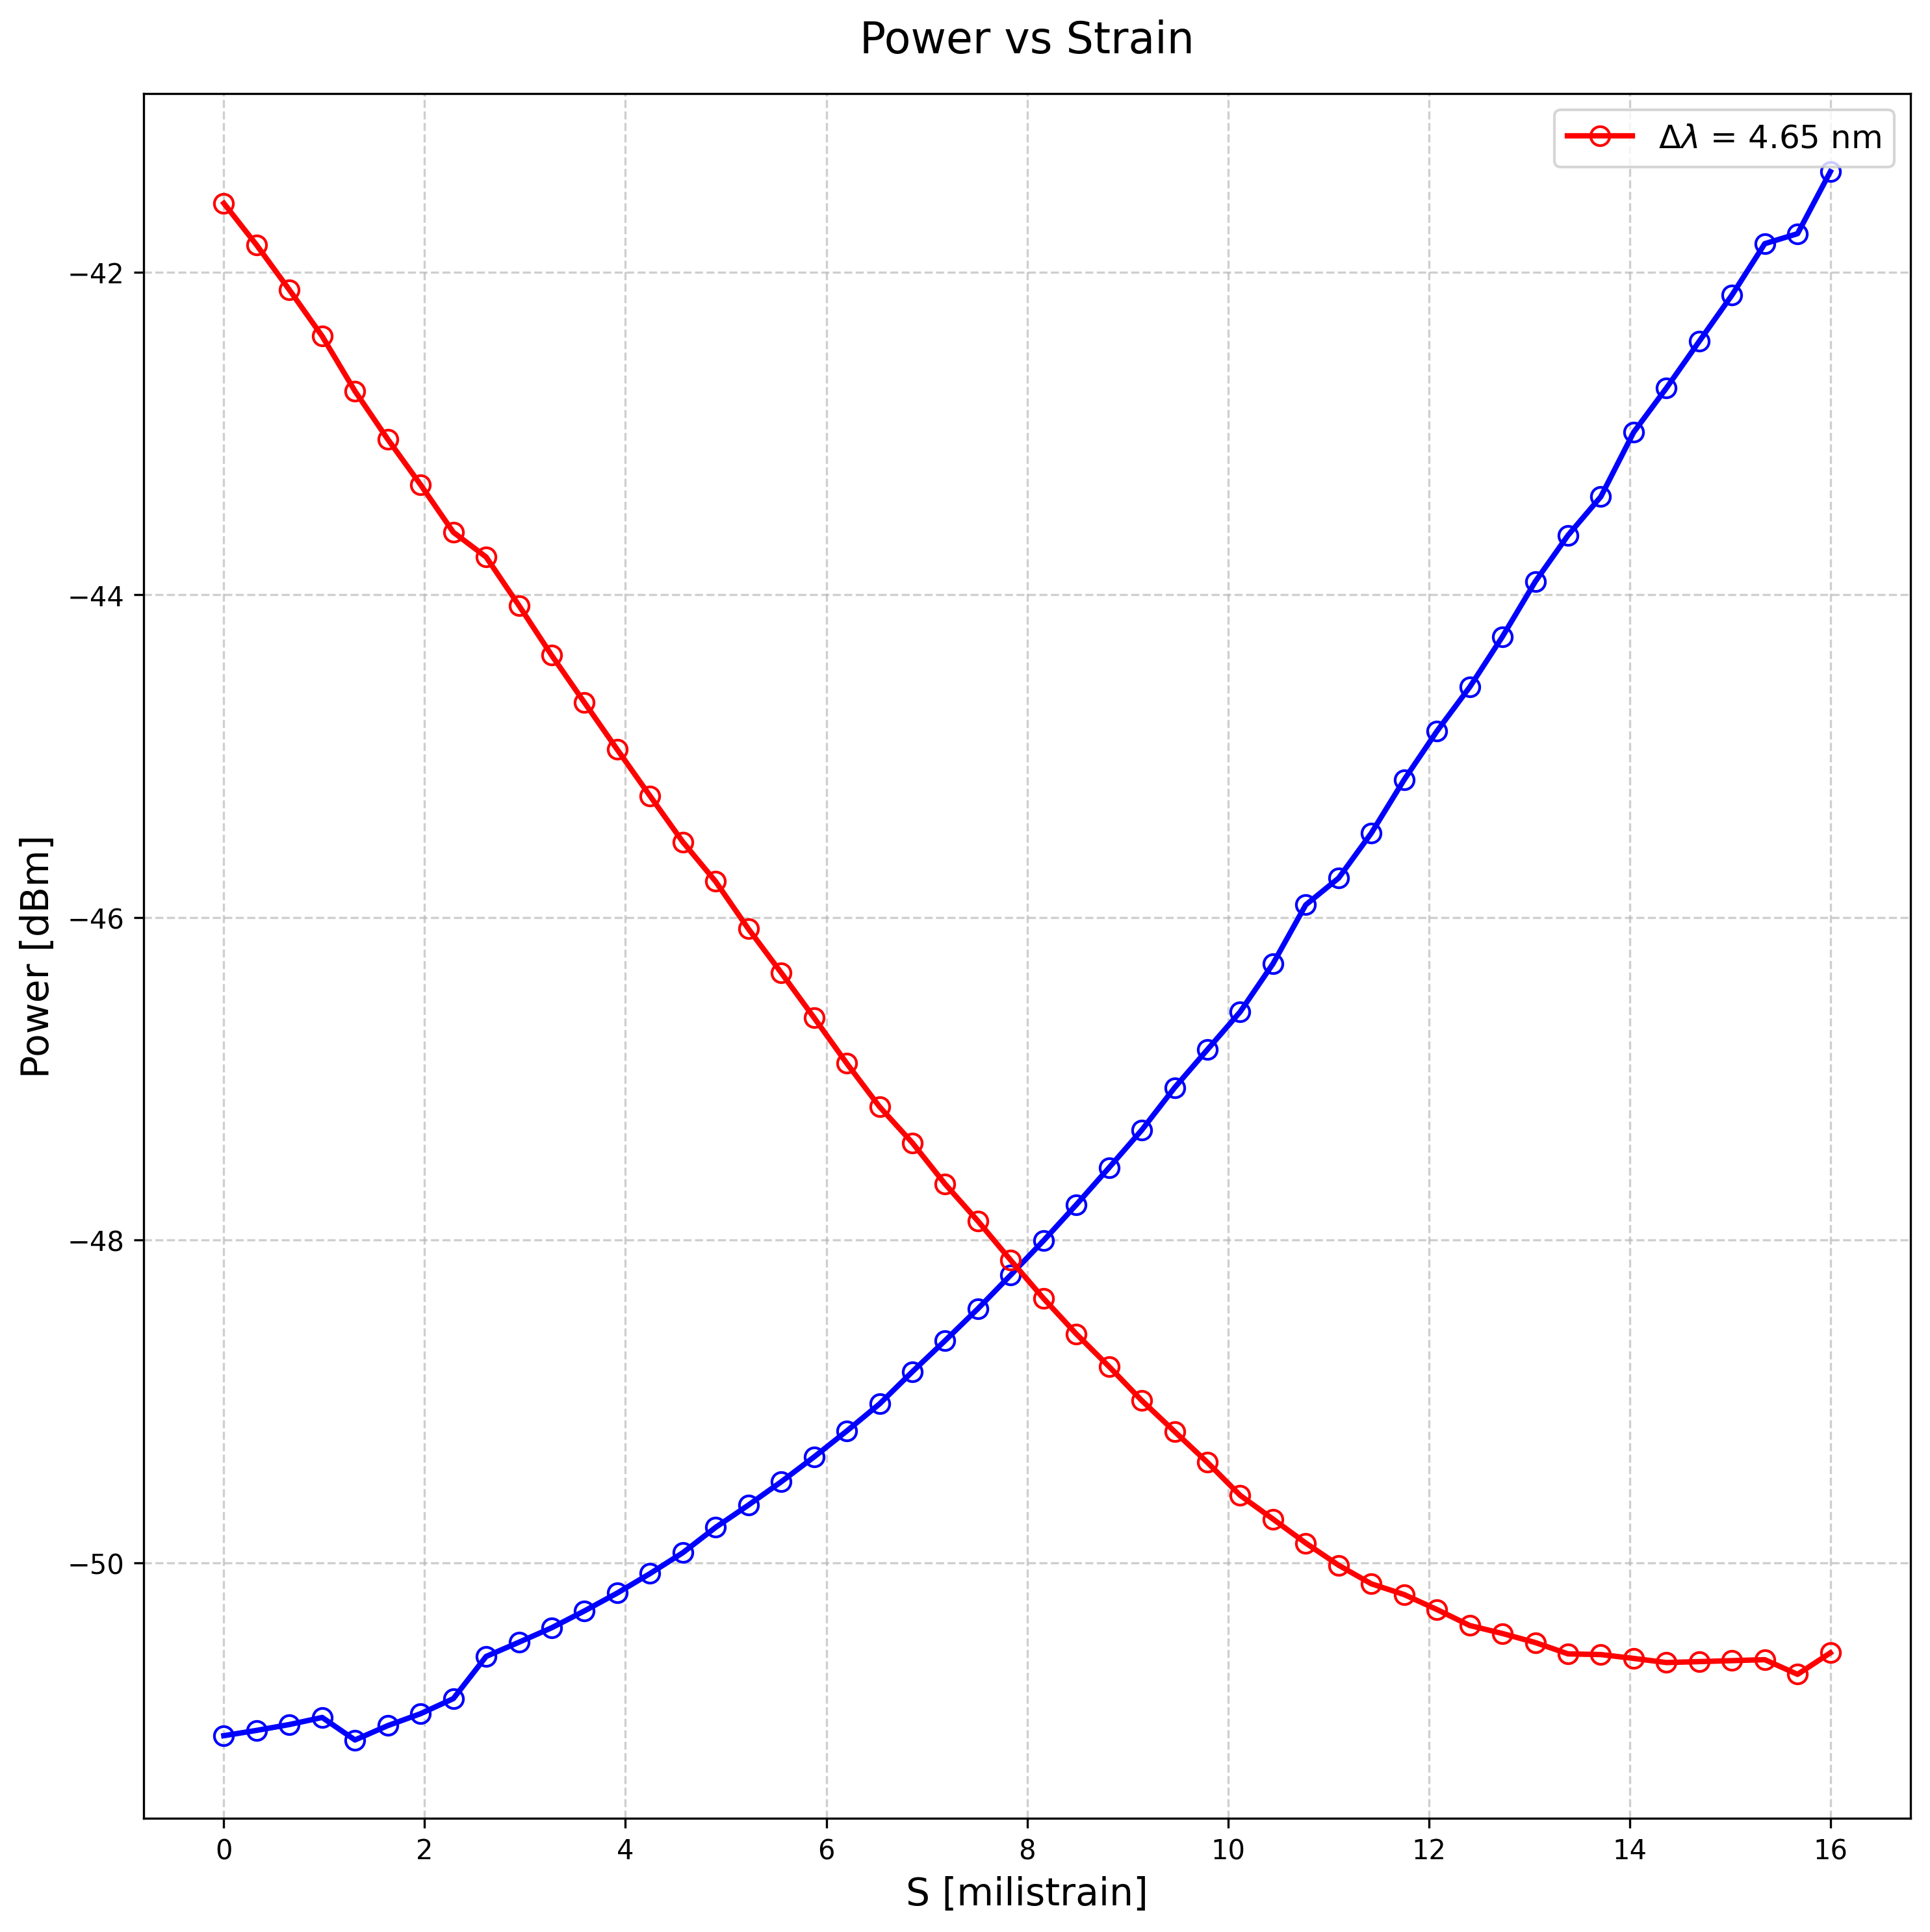 Power vs Strain
Δλ = 4.65 nm
−42
−44
−46
−48
−50
Power [dBm]
0 2 4 6 8 10 12 14 16
S [milistrain]